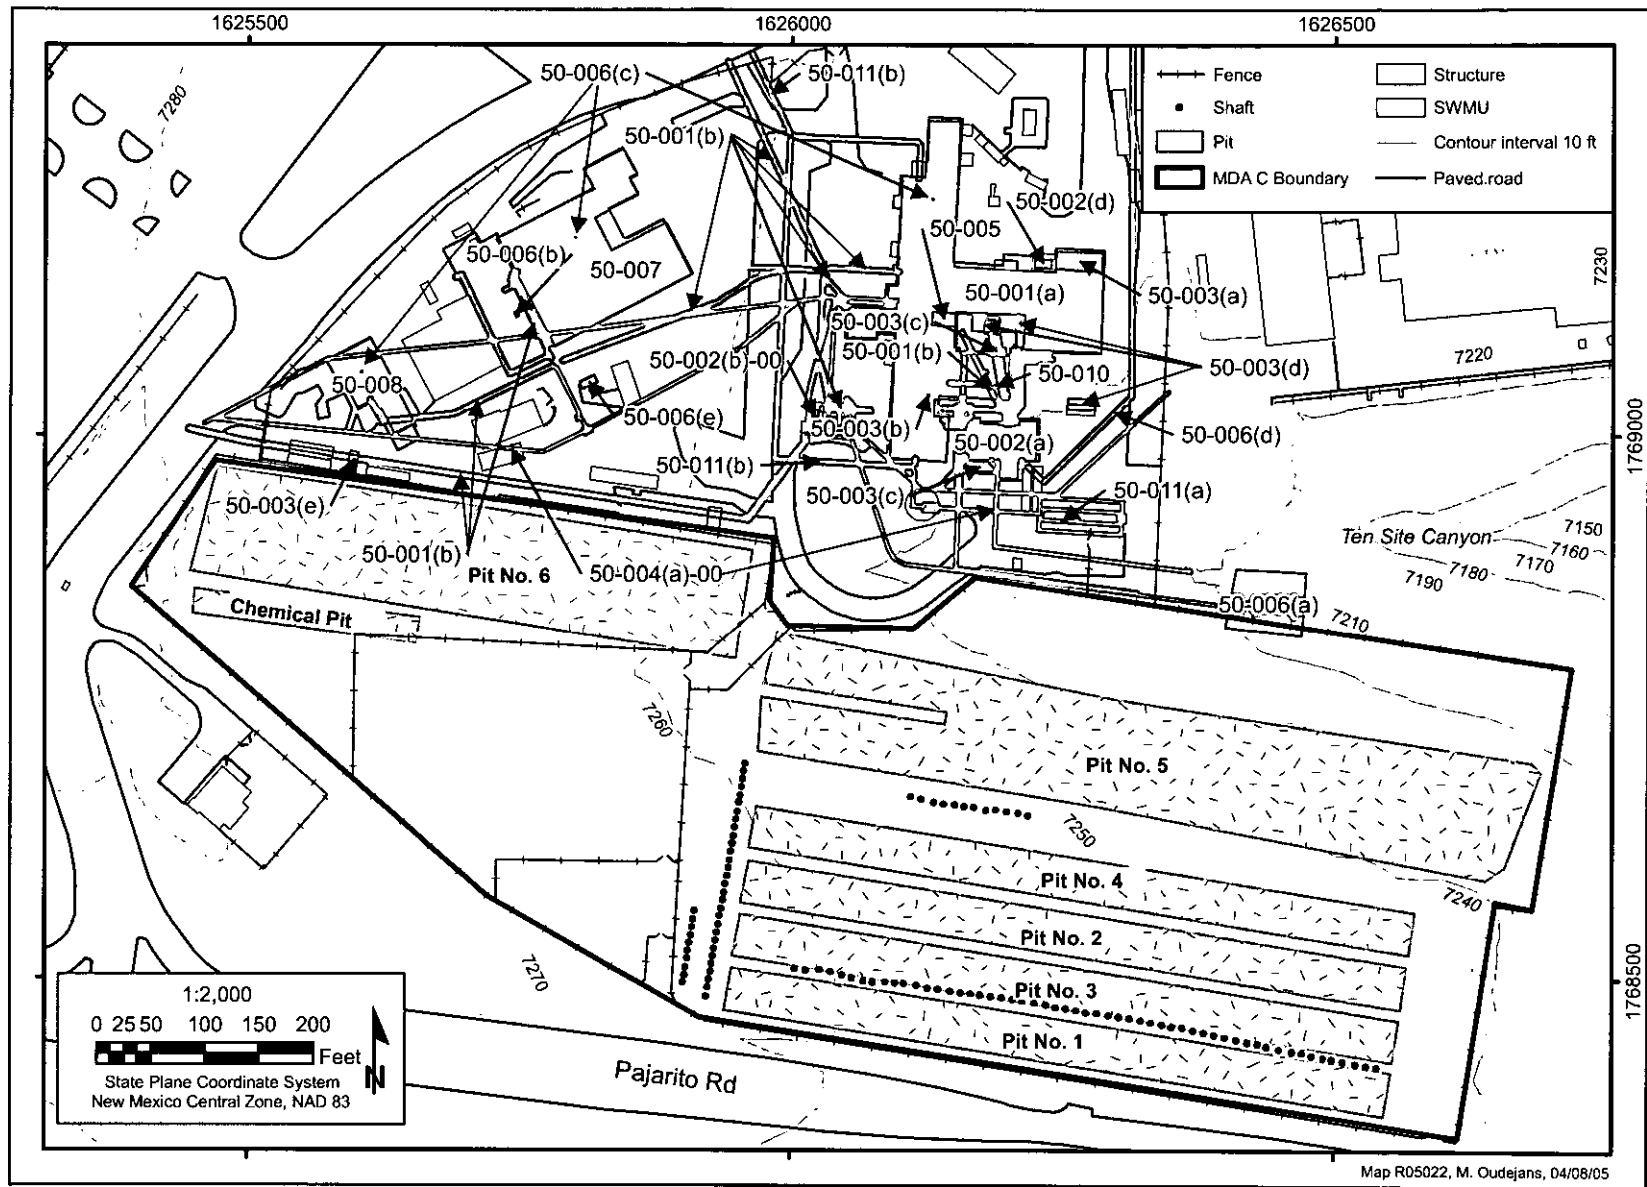 1625500
1626000
1626500
Fence
Structure
Shaft
SWMU
Pit
Contour interval 10 ft
MDA C Boundary
Paved.road
7280
50-006(c)
50-011(b)
50-001(b)
50-002(d)
50-005
50-006(b)
50-007
7230
50-001(a)
50-003(a)
50-003(c)
50-001(b)
50-002(b)-00
50-010
50-003(d)
7220
50-008
50-006(e)
50-003(b)
50-002(a)
50-006(d)
1769000
50-011(b)
50-003(c)
50-011(a)
50-003(e)
50-001(b)
Pit No. 6
50-004(a)-00
Ten Site Canyon
7150
7160
7170
7180
7190
Chemical Pit
50-006(a)
7210
7260
Pit No. 5
7250
Pit No. 4
7240
Pit No. 2
7270
Pit No. 3
1768500
Pit No. 1
1:2,000
0 25 50 100 150 200
Feet
State Plane Coordinate System
New Mexico Central Zone, NAD 83
N
Pajarito Rd
Map R05022, M. Oudejans, 04/08/05